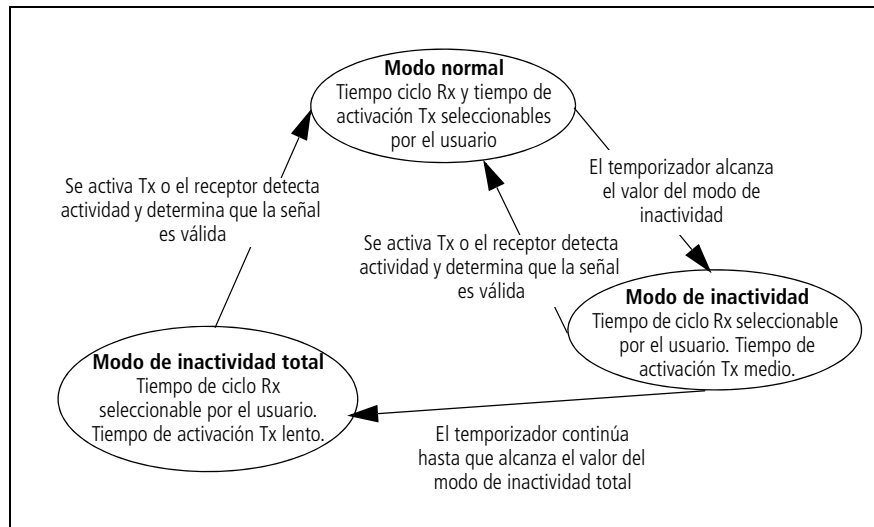 Modo normal
Tiempo ciclo Rx y tiempo de
activación Tx seleccionables
por el usuario
El temporizador alcanza
el valor del modo de
inactividad
Se activa Tx o el receptor detecta
actividad y determina que la señal
es válida
Se activa Tx o el receptor detecta
actividad y determina que la señal
es válida
Modo de inactividad
Tiempo de ciclo Rx seleccionable
por el usuario. Tiempo de
activación Tx medio.
Modo de inactividad total
Tiempo de ciclo Rx
seleccionable por el usuario.
Tiempo de activación Tx lento.
El temporizador continúa
hasta que alcanza el valor del
modo de inactividad total